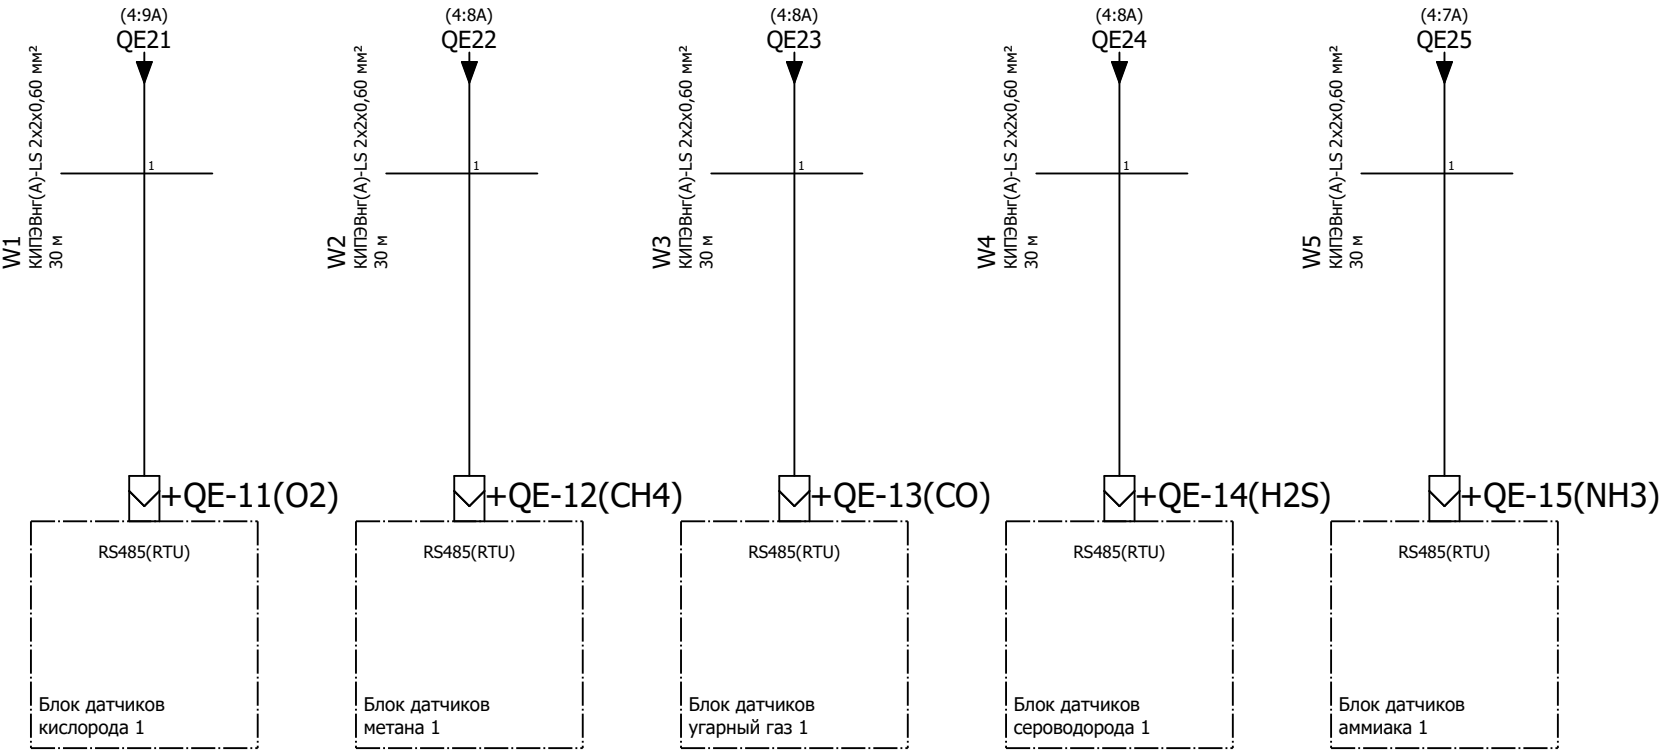 (4:9A)
QE21
W1
КИПЭВнг(А)-LS 2x2x0,60 мм²
30 м
1
+QE-11(O2)
RS485(RTU)
Блок датчиков
кислорода 1
(4:8A)
QE22
W2
КИПЭВнг(А)-LS 2x2x0,60 мм²
30 м
1
+QE-12(CH4)
RS485(RTU)
Блок датчиков
метана 1
(4:8A)
QE23
W3
КИПЭВнг(А)-LS 2x2x0,60 мм²
30 м
1
+QE-13(CO)
RS485(RTU)
Блок датчиков
угарный газ 1
(4:8A)
QE24
W4
КИПЭВнг(А)-LS 2x2x0,60 мм²
30 м
1
+QE-14(H2S)
RS485(RTU)
Блок датчиков
сероводорода 1
(4:7A)
QE25
W5
КИПЭВнг(А)-LS 2x2x0,60 мм²
30 м
1
+QE-15(NH3)
RS485(RTU)
Блок датчиков
аммиака 1